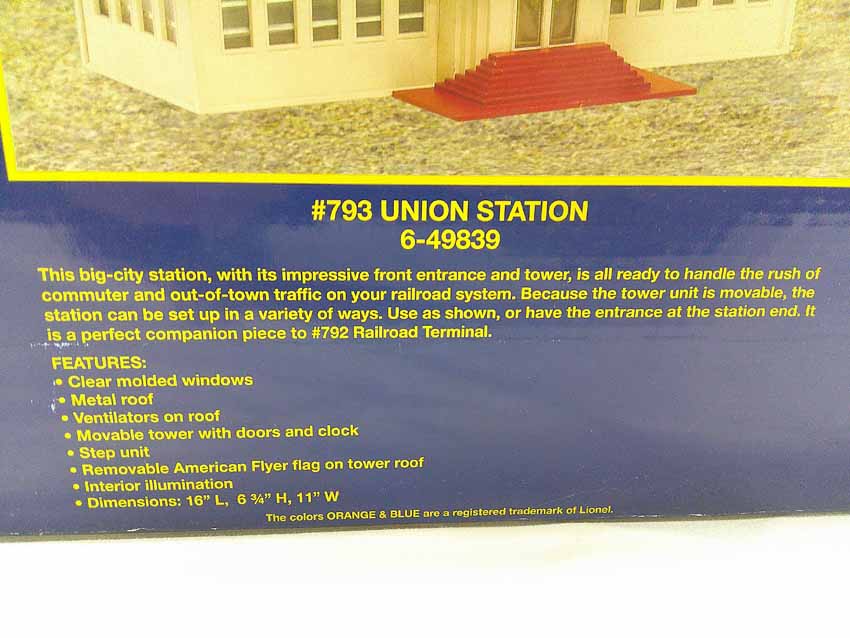 #793 UNION STATION
6-49839
This big-city station, with its impressive front entrance and tower, is all ready to handle the rush of
commuter and out-of-town traffic on your railroad system. Because the tower unit is movable, the
station can be set up in a variety of ways. Use as shown, or have the entrance at the station end. It
is a perfect companion piece to #792 Railroad Terminal.
FEATURES:
• Clear molded windows
• Metal roof
• Ventilators on roof
• Movable tower with doors and clock
• Step unit
• Removable American Flyer flag on tower roof
• Interior illumination
• Dimensions: 16" L, 6 ¾" H, 11" W
The colors ORANGE & BLUE are a registered trademark of Lionel.